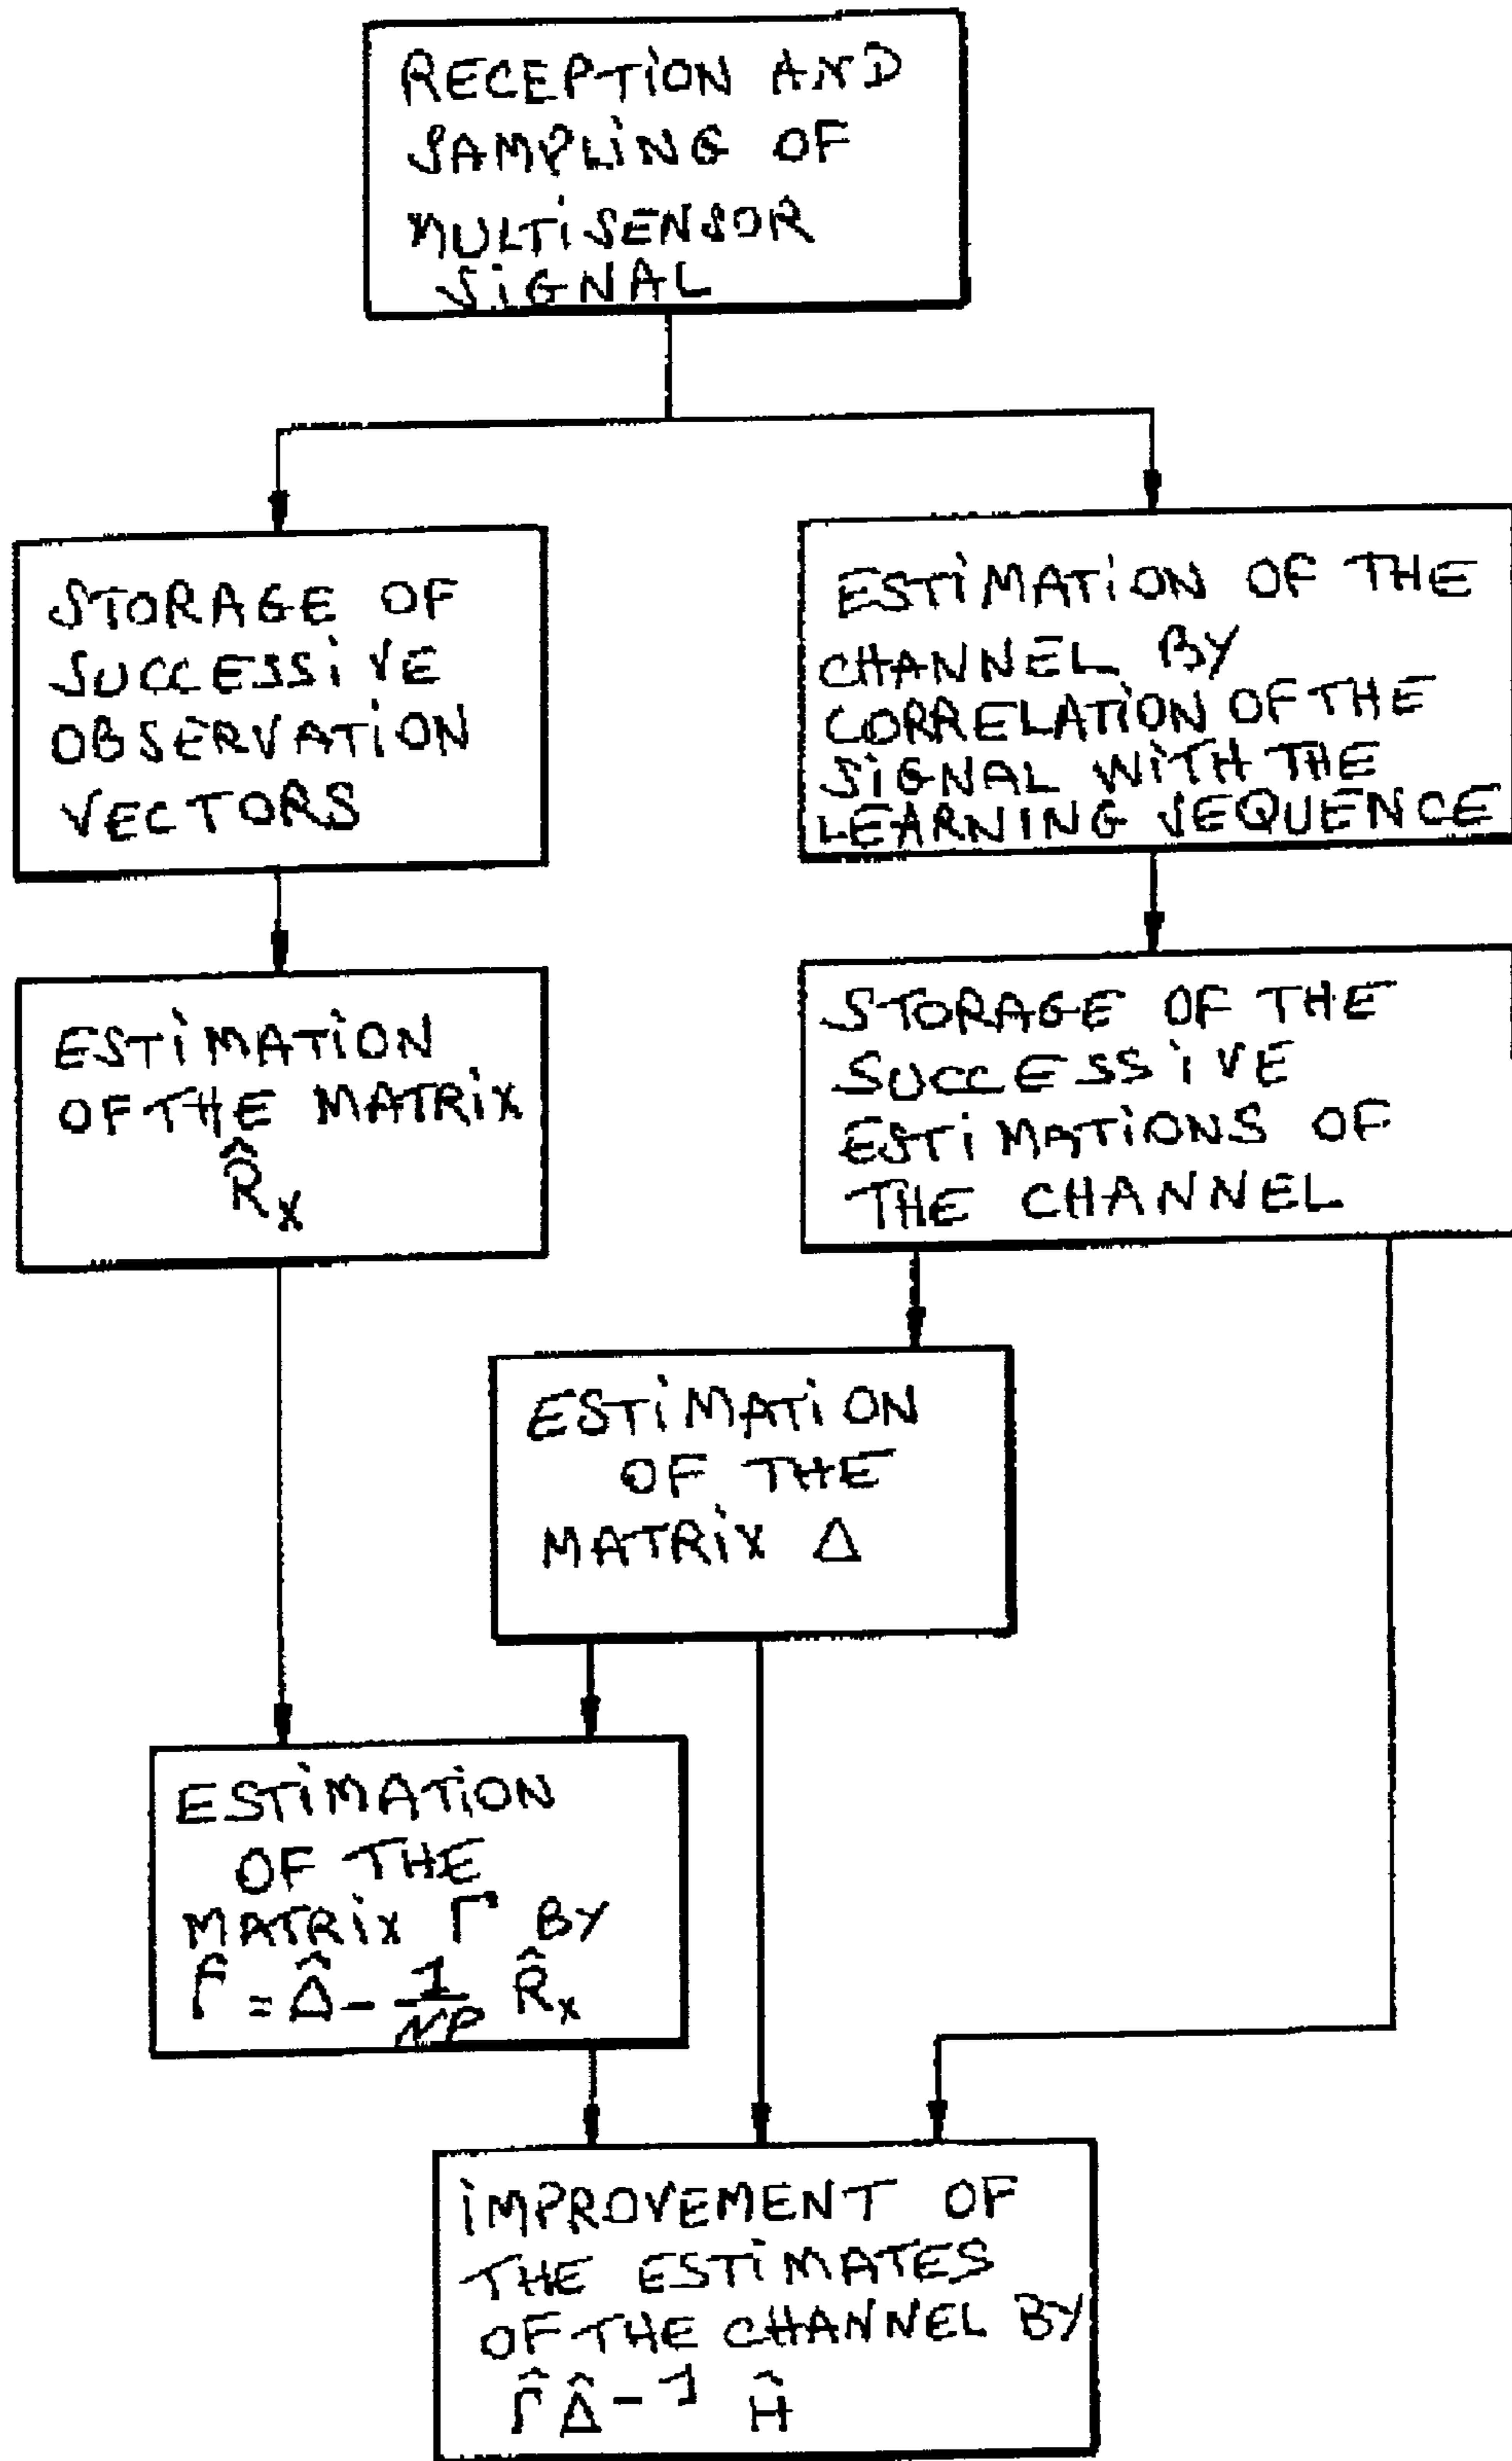 RECEPTION AND
SAMPLING OF
MULTISENSOR
SIGNAL
STORAGE OF
SUCCESSIVE
OBSERVATION
VECTORS
ESTIMATION OF THE
CHANNEL BY
CORRELATION OF THE
SIGNAL WITH THE
LEARNING SEQUENCE
ESTIMATION
OF THE MATRIX
R̂x
STORAGE OF THE
SUCCESSIVE
ESTIMATIONS OF
THE CHANNEL
ESTIMATION
OF THE
MATRIX Δ
ESTIMATION
OF THE
MATRIX Γ BY
Γ̂ = Δ̂ - 1/NP R̂x
IMPROVEMENT OF
THE ESTIMATES
OF THE CHANNEL BY
Γ̂ Δ̂ -1 Ĥ